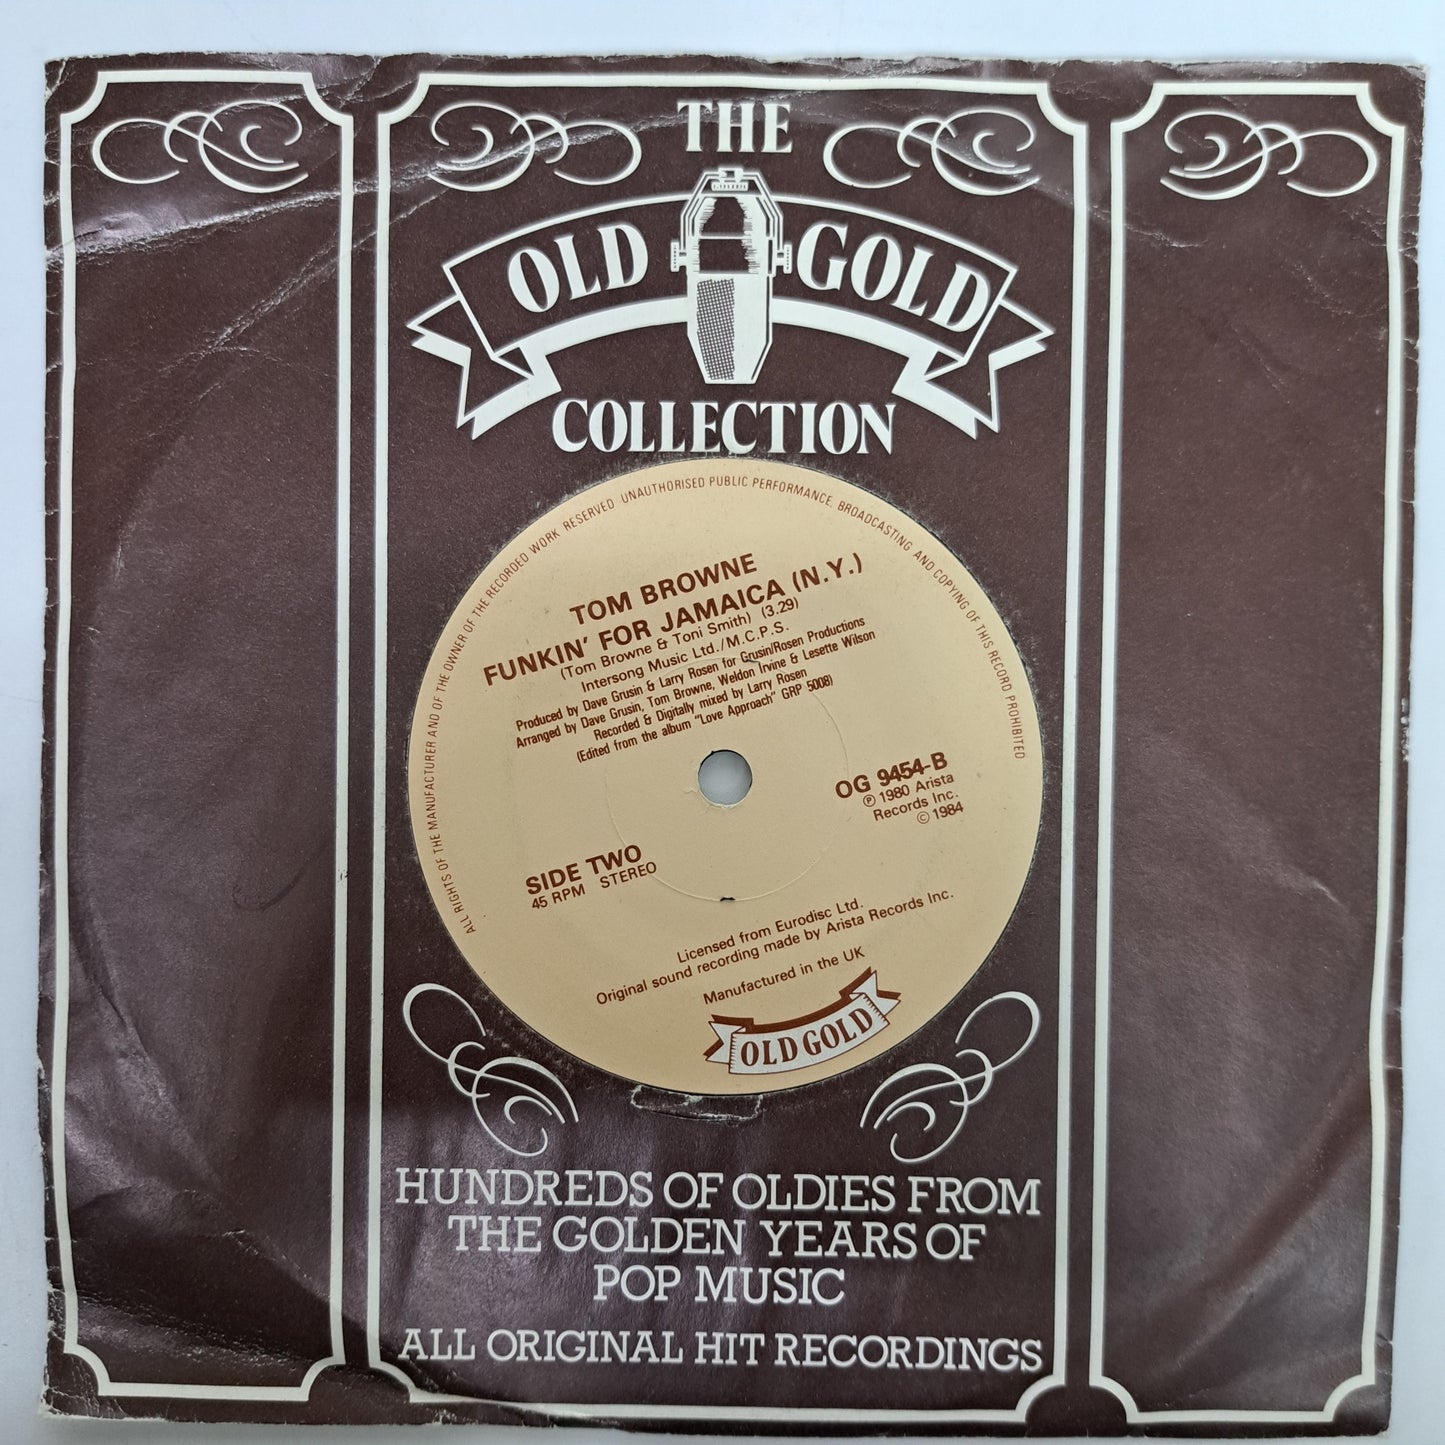 THE
OLD GOLD
COLLECTION
ALL RIGHTS OF THE MANUFACTURER AND OF THE OWNER OF THE RECORDED WORK RESERVED UNAUTHORISED PUBLIC PERFORMANCE, BROADCASTING AND COPYING OF THIS RECORD PROHIBITED
TOM BROWNE
FUNKIN' FOR JAMAICA (N.Y.)
(Tom Browne & Toni Smith) (3.29)
Intersong Music Ltd./M.C.P.S.
Produced by Dave Grusin & Larry Rosen for Grusin/Rosen Productions
Arranged by Dave Grusin, Tom Browne, Weldon Irvine & Lesette Wilson
Recorded & Digitally mixed by Larry Rosen
(Edited from the album "Love Approach" GRP 5008)
OG 9454-B
℗ 1980 Arista
Records Inc.
© 1984
SIDE TWO
45 RPM STEREO
Licensed from Eurodisc Ltd.
Original sound recording made by Arista Records Inc.
Manufactured in the UK
OLD GOLD
HUNDREDS OF OLDIES FROM
THE GOLDEN YEARS OF
POP MUSIC
ALL ORIGINAL HIT RECORDINGS